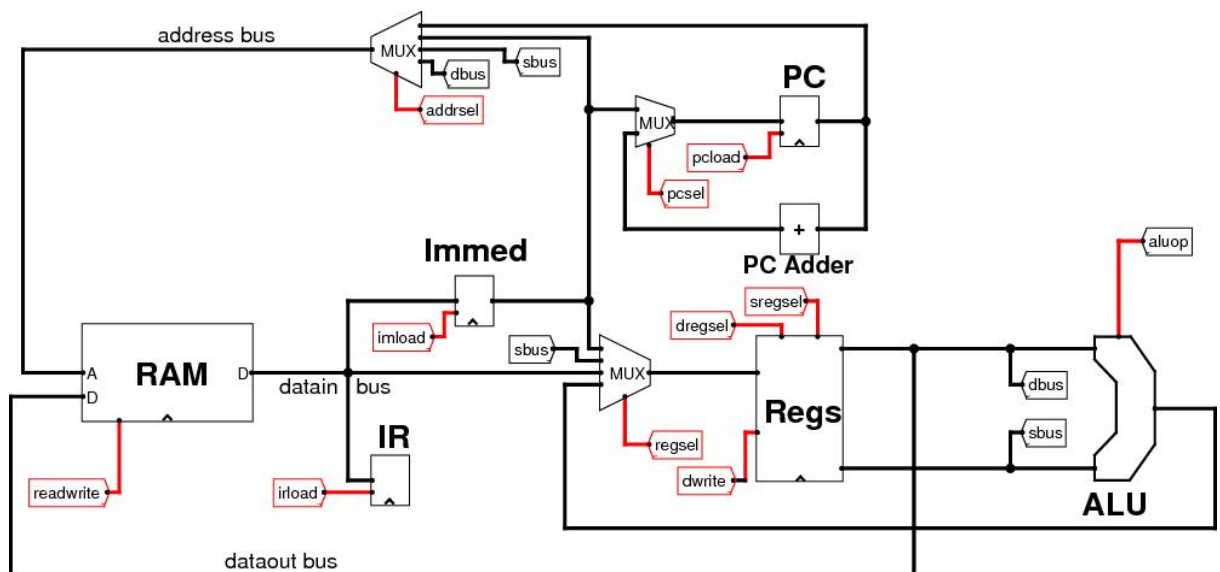 address bus
MUX
sbus
dbus
addrsel
PC
MUX
pcload
pcsel
+
PC Adder
aluop
Immed
sregsel
dregsel
imload
sbus
RAM
A
D
D
datain bus
MUX
Regs
dbus
sbus
IR
regsel
dwrite
readwrite
irload
ALU
dataout bus